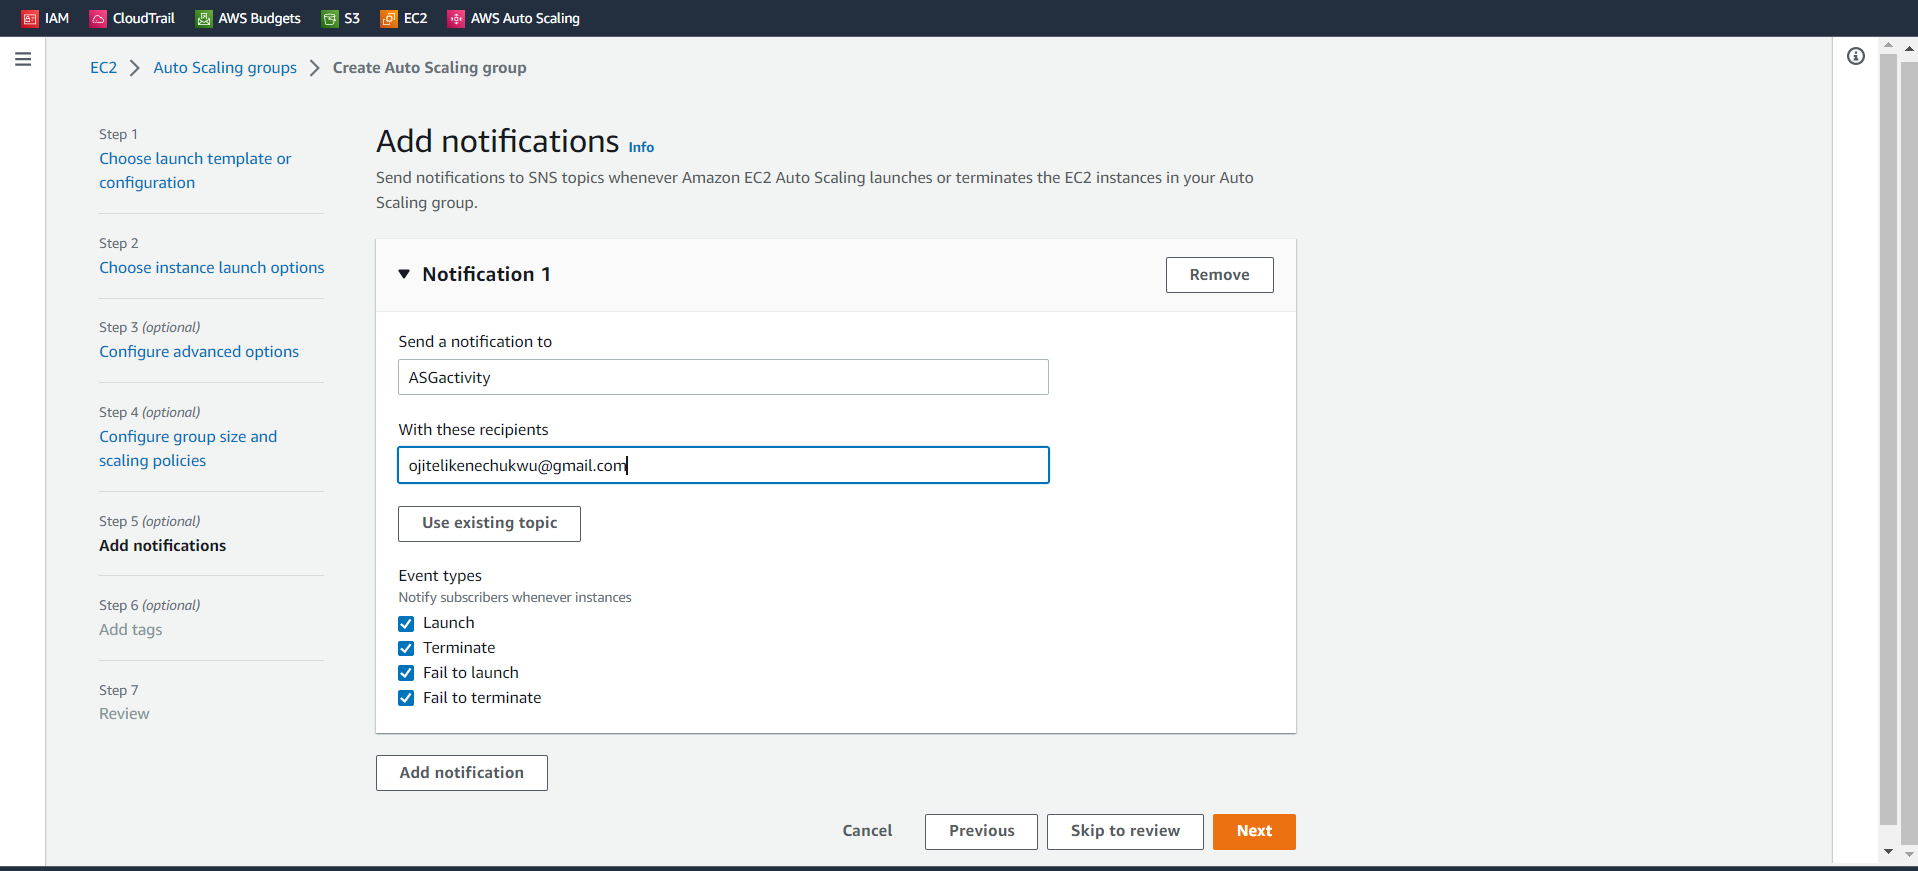 IAM CloudTrail AWS Budgets S3 EC2 AWS Auto Scaling
EC2 Auto Scaling groups Create Auto Scaling group
Step 1
Choose launch template or
configuration
Step 2
Choose instance launch options
Step 3 (optional)
Configure advanced options
Step 4 (optional)
Configure group size and
scaling policies
Step 5 (optional)
Add notifications
Step 6 (optional)
Add tags
Step 7
Review
Add notifications Info
Send notifications to SNS topics whenever Amazon EC2 Auto Scaling launches or terminates the EC2 instances in your Auto
Scaling group.
Notification 1 Remove
Send a notification to
ASGactivity
With these recipients
ojitelikenechukwu@gmail.com
Use existing topic
Event types
Notify subscribers whenever instances
Launch
Terminate
Fail to launch
Fail to terminate
Add notification
Cancel Previous Skip to review Next